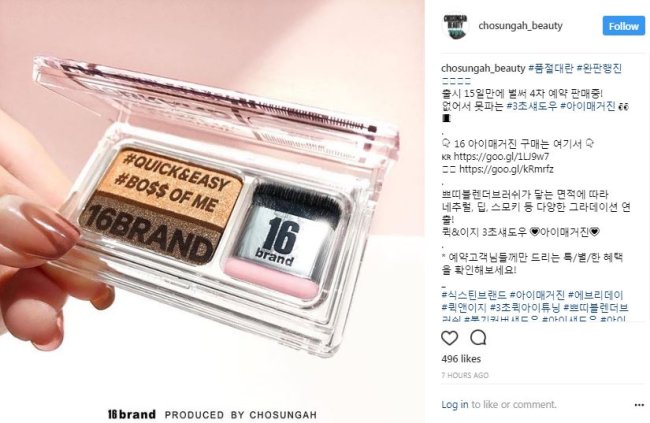 #QUICK&EASY
#BO$$ OF ME
16BRAND
16
brand
16brand PRODUCED BY CHOSUNGAH
chosungah_beauty
Follow
chosungah_beauty #품절대란 #완판행진
출시 15일만에 벌써 4차 예약 판매중!
없어서 못파는 #3초섀도우 #아이매거진
.
16 아이매거진 구매는 여기서
KR https://goo.gl/1LJ9w7
https://goo.gl/kRmrfz
.
쁘띠블렌더브러쉬가 닿는 면적에 따라
네추럴, 딥, 스모키 등 다양한 그라데이션 연
출!
퀵&이지 3초섀도우 ♥아이매거진♥
.
* 예약고객님들께만 드리는 특/별/한 혜택
을 확인해보세요!
_
#식스틴브랜드 #아이매거진 #에브리데이
#퀵앤이지 #3초퀵아이튜닝 #쁘띠블렌더브
496 likes
7 HOURS AGO
Log in to like or comment.